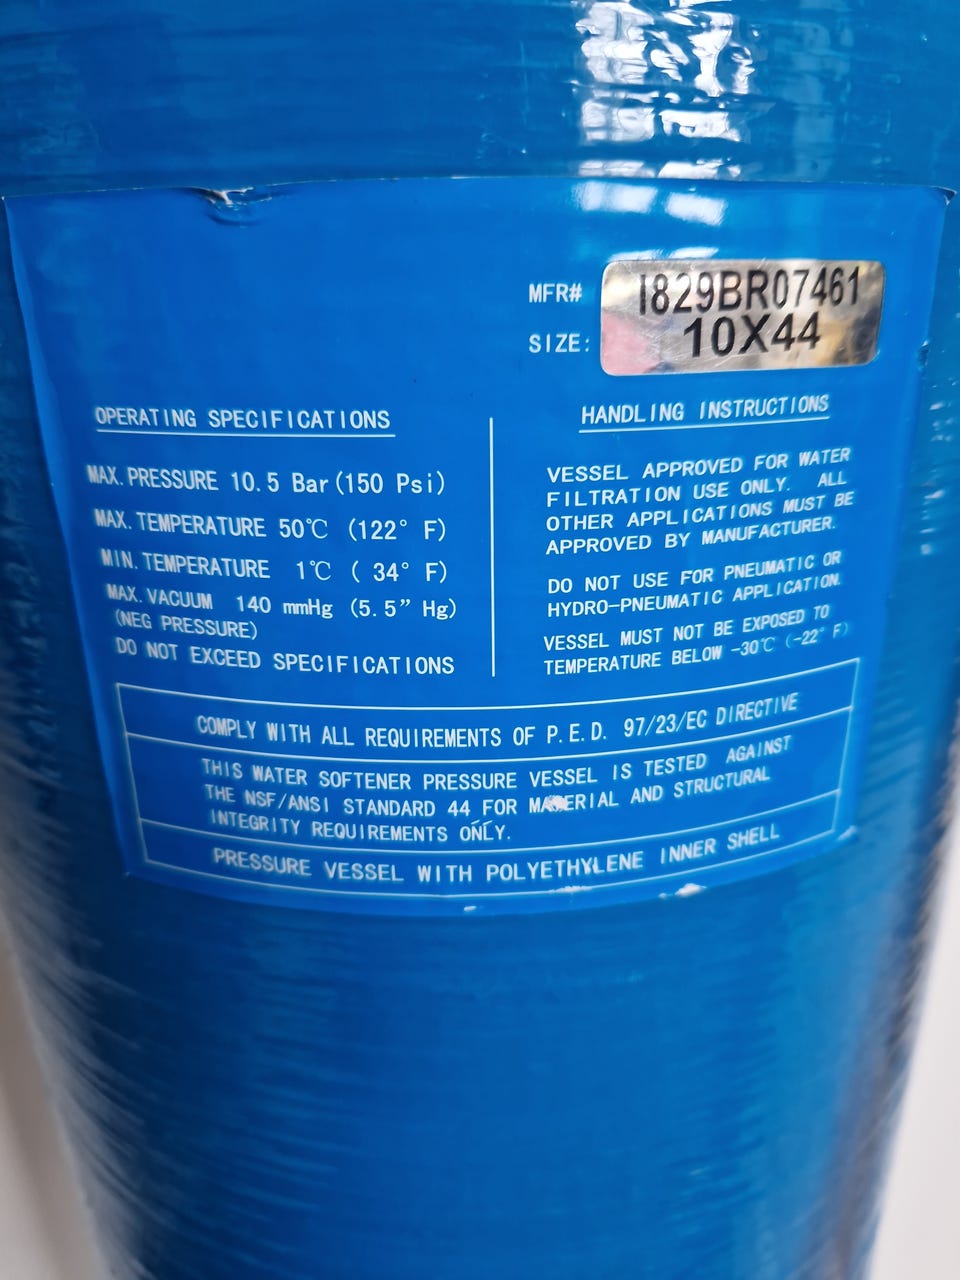 MFR# I829BR07461
SIZE: 10X44
OPERATING SPECIFICATIONS
MAX. PRESSURE 10.5 Bar(150 Psi)
MAX. TEMPERATURE 50℃ (122° F)
MIN. TEMPERATURE 1℃ ( 34° F)
MAX. VACUUM 140 mmHg (5.5” Hg)
(NEG PRESSURE)
DO NOT EXCEED SPECIFICATIONS
HANDLING INSTRUCTIONS
VESSEL APPROVED FOR WATER
FILTRATION USE ONLY. ALL
OTHER APPLICATIONS MUST BE
APPROVED BY MANUFACTURER.
DO NOT USE FOR PNEUMATIC OR
HYDRO-PNEUMATIC APPLICATION.
VESSEL MUST NOT BE EXPOSED TO
TEMPERATURE BELOW -30℃ (-22° F)
COMPLY WITH ALL REQUIREMENTS OF P.E.D. 97/23/EC DIRECTIVE
THIS WATER SOFTENER PRESSURE VESSEL IS TESTED AGAINST
THE NSF/ANSI STANDARD 44 FOR MATERIAL AND STRUCTURAL
INTEGRITY REQUIREMENTS ONLY.
PRESSURE VESSEL WITH POLYETHYLENE INNER SHELL